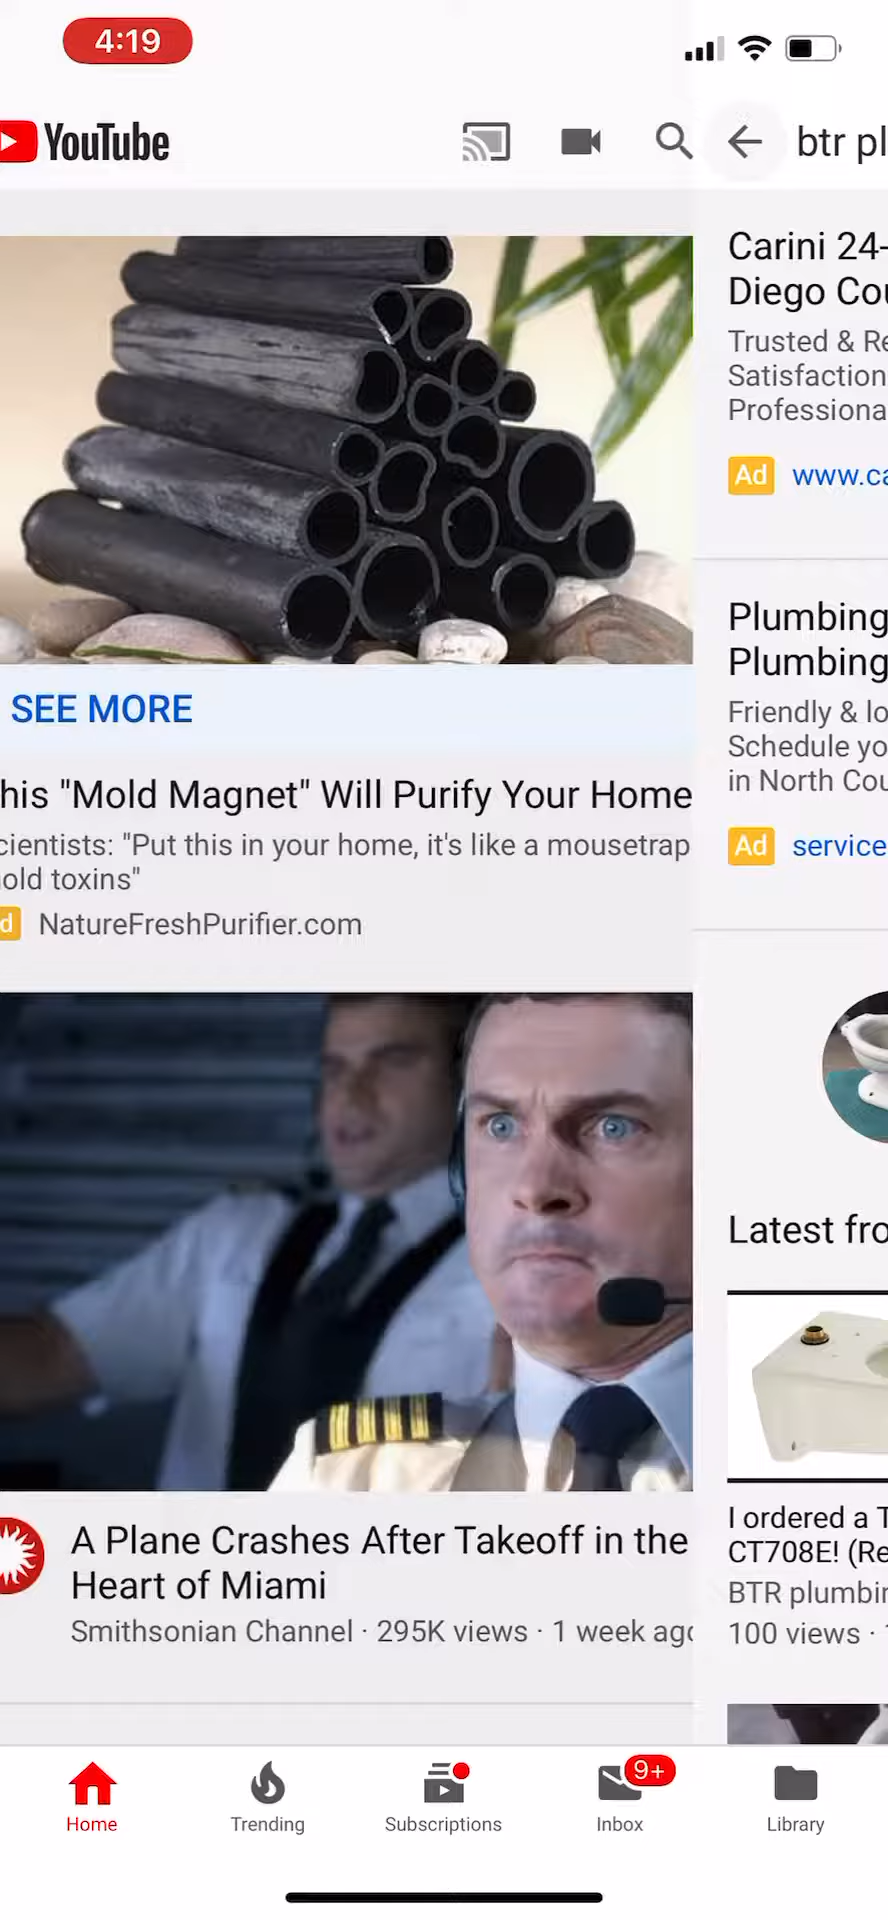 4:19
YouTube
btr pl
SEE MORE
his "Mold Magnet" Will Purify Your Home
cientists: "Put this in your home, it's like a mousetrap
old toxins"
d NatureFreshPurifier.com
A Plane Crashes After Takeoff in the
Heart of Miami
Smithsonian Channel · 295K views · 1 week ago
Carini 24-
Diego Cou
Trusted & Re
Satisfaction
Professiona
Ad www.ca
Plumbing
Plumbing
Friendly & lo
Schedule yo
in North Cou
Ad service
Latest fro
I ordered a T
CT708E! (Re
BTR plumbin
100 views ·
Home
Trending
Subscriptions
9+
Inbox
Library